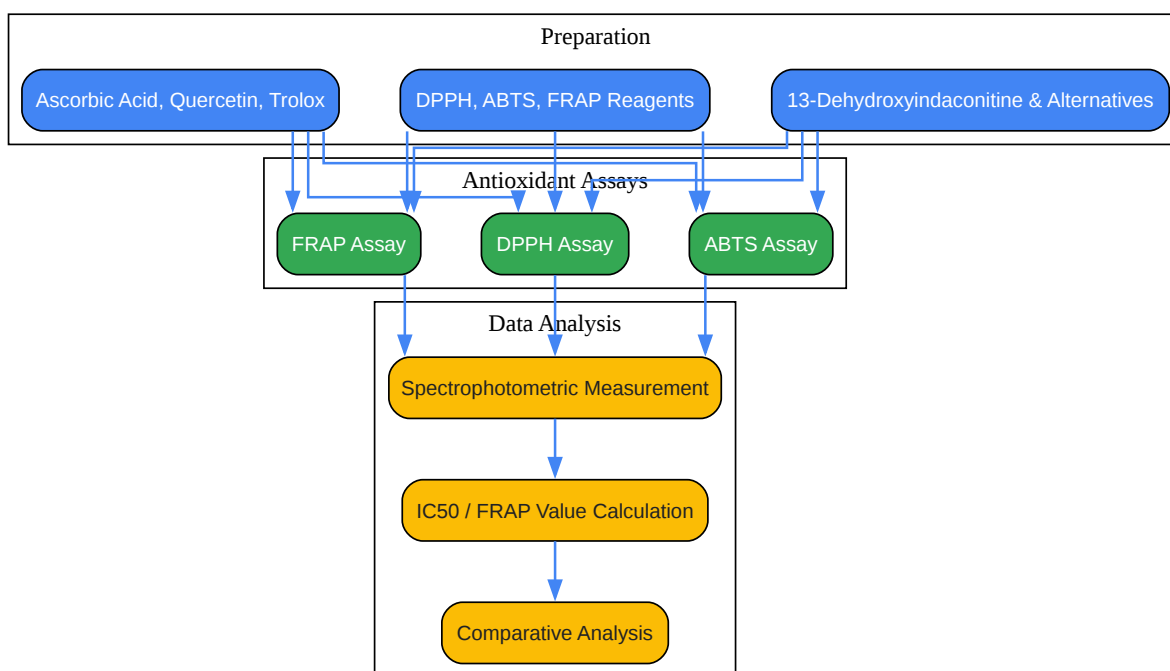 Preparation
Ascorbic Acid, Quercetin, Trolox
DPPH, ABTS, FRAP Reagents
13-Dehydroxyindaconitine & Alternatives
Antioxidant Assays
FRAP Assay
DPPH Assay
ABTS Assay
Data Analysis
Spectrophotometric Measurement
IC50 / FRAP Value Calculation
Comparative Analysis